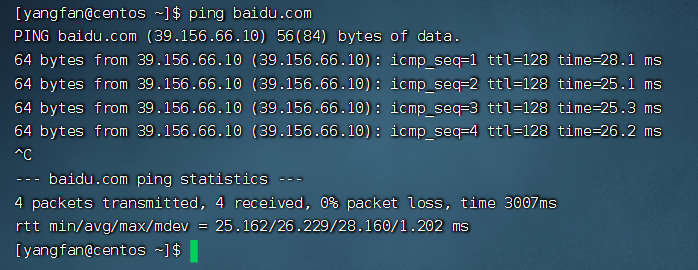 [yangfan@centos ~]$ ping baidu.com
PING baidu.com (39.156.66.10) 56(84) bytes of data.
64 bytes from 39.156.66.10 (39.156.66.10): icmp_seq=1 ttl=128 time=28.1 ms
64 bytes from 39.156.66.10 (39.156.66.10): icmp_seq=2 ttl=128 time=25.1 ms
64 bytes from 39.156.66.10 (39.156.66.10): icmp_seq=3 ttl=128 time=25.3 ms
64 bytes from 39.156.66.10 (39.156.66.10): icmp_seq=4 ttl=128 time=26.2 ms
^C
--- baidu.com ping statistics ---
4 packets transmitted, 4 received, 0% packet loss, time 3007ms
rtt min/avg/max/mdev = 25.162/26.229/28.160/1.202 ms
[yangfan@centos ~]$